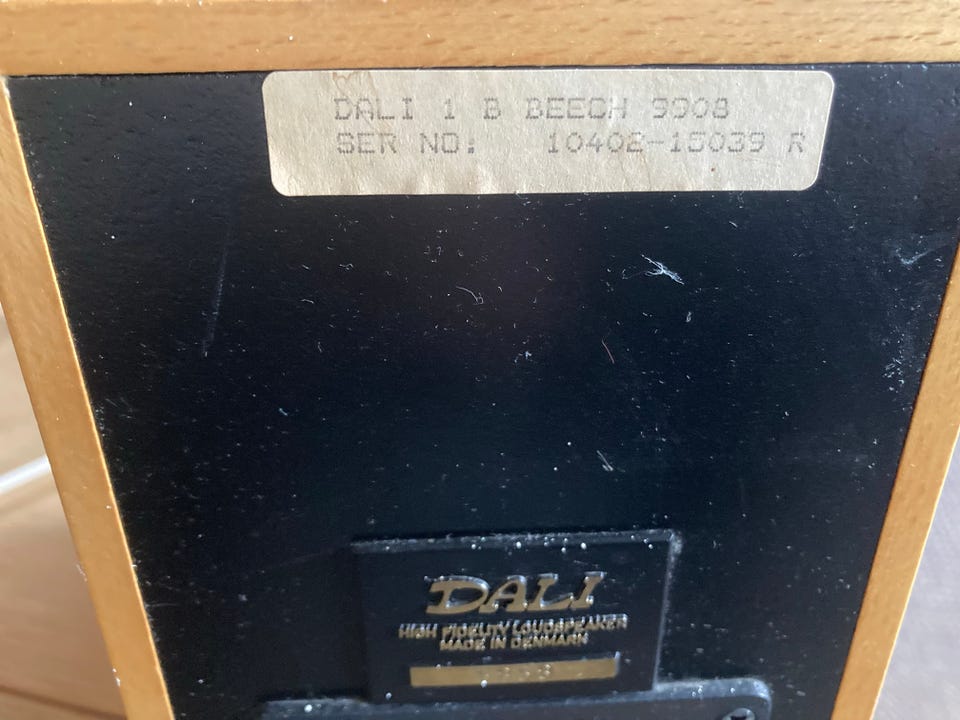 DALI 1 B BEECH 9908
SER NO: 10402-15039 R
DALI
HIGH FIDELITY LOUDSPEAKER
MADE IN DENMARK